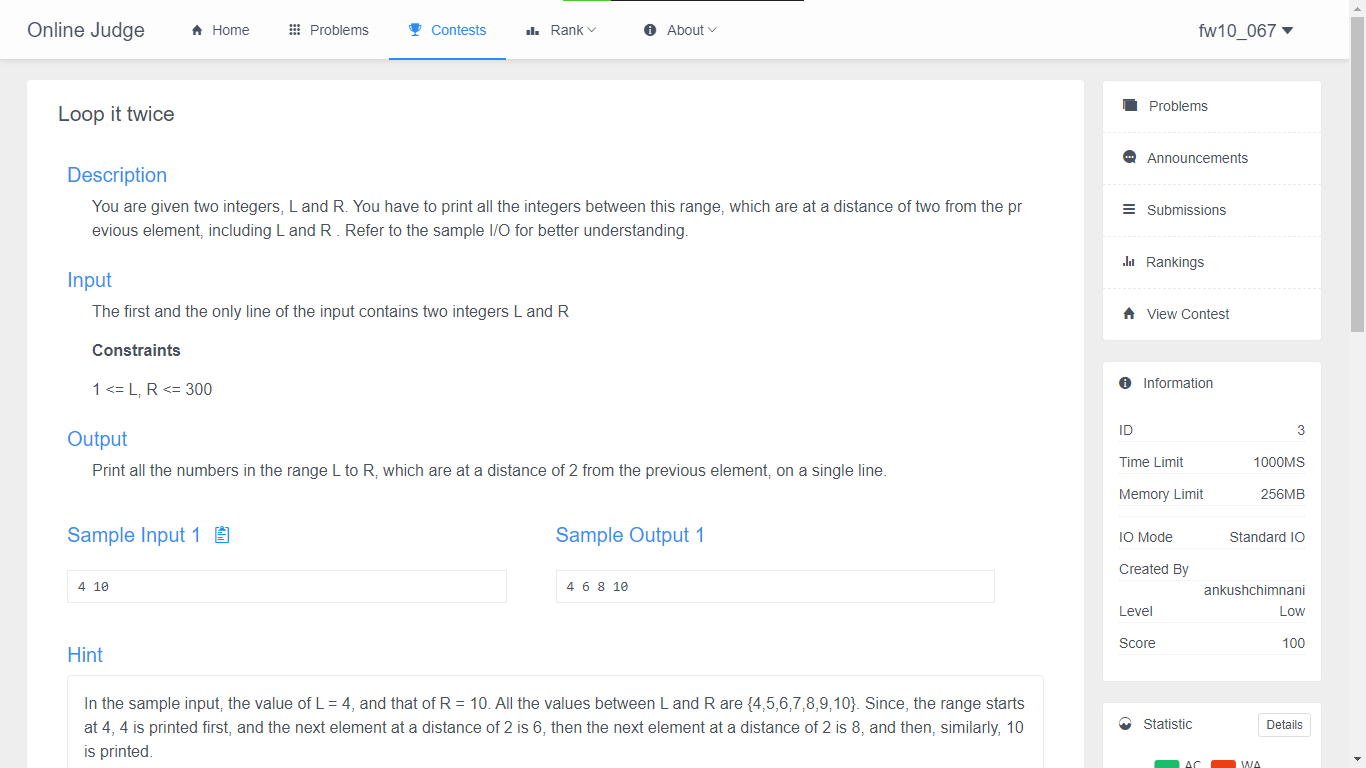 Online Judge
Home
Problems
Contests
Rank
About
fw10_067
Loop it twice
Description
You are given two integers, L and R. You have to print all the integers between this range, which are at a distance of two from the pr
evious element, including L and R . Refer to the sample I/O for better understanding.
Input
The first and the only line of the input contains two integers L and R
Constraints
1 <= L, R <= 300
Output
Print all the numbers in the range L to R, which are at a distance of 2 from the previous element, on a single line.
Sample Input 1
Sample Output 1
4 10
4 6 8 10
Hint
In the sample input, the value of L = 4, and that of R = 10. All the values between L and R are {4,5,6,7,8,9,10}. Since, the range starts
at 4, 4 is printed first, and the next element at a distance of 2 is 6, then the next element at a distance of 2 is 8, and then, similarly, 10
is printed.
Problems
Announcements
Submissions
Rankings
View Contest
Information
ID 3
Time Limit 1000MS
Memory Limit 256MB
IO Mode Standard IO
Created By
ankushchimnani
Level Low
Score 100
Statistic Details
AC WA